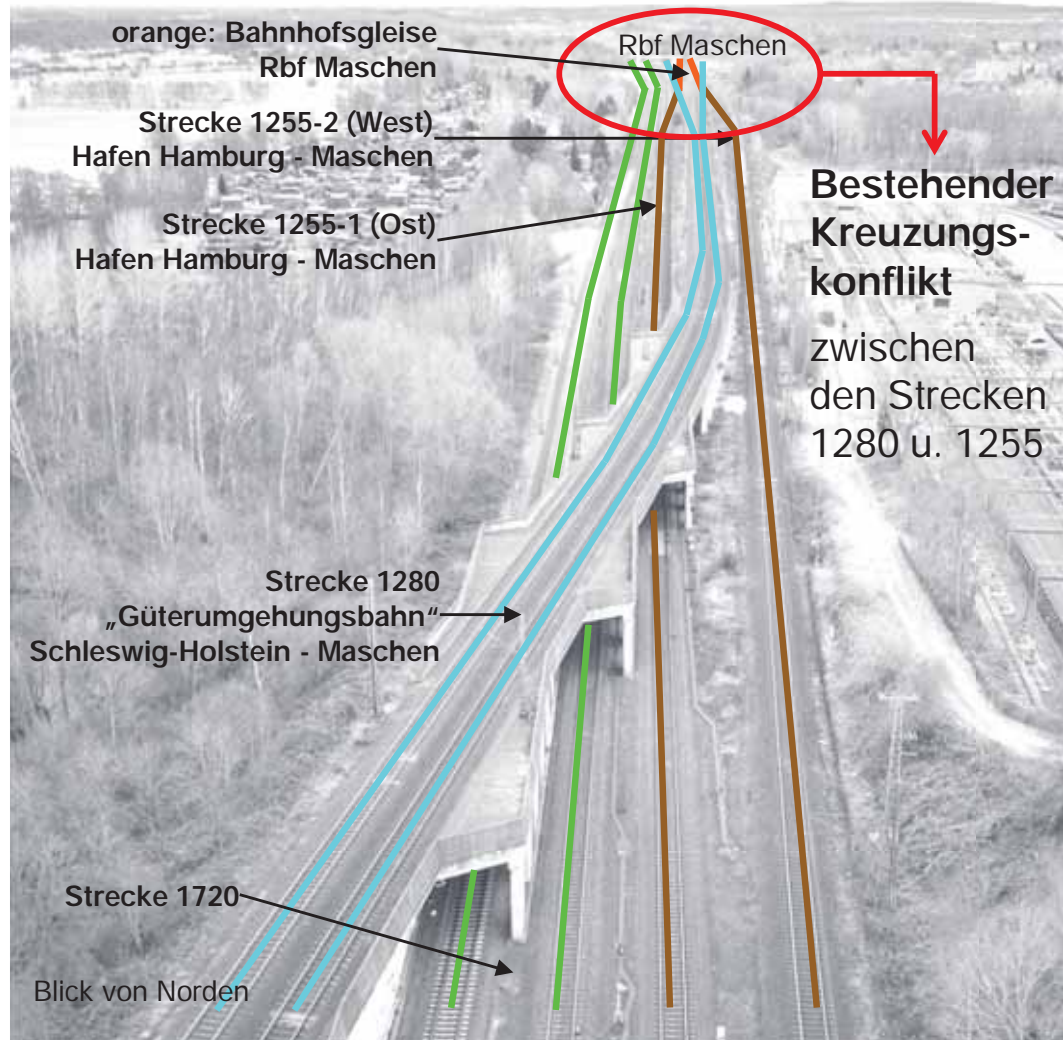 orange: Bahnhofsgleise
Rbf Maschen
Rbf Maschen
Strecke 1255-2 (West)
Hafen Hamburg - Maschen
Strecke 1255-1 (Ost)
Hafen Hamburg - Maschen
Bestehender
Kreuzungs-
konflikt
zwischen
den Strecken
1280 u. 1255
Strecke 1280
„Güterumgehungsbahn“
Schleswig-Holstein - Maschen
Strecke 1720
Blick von Norden